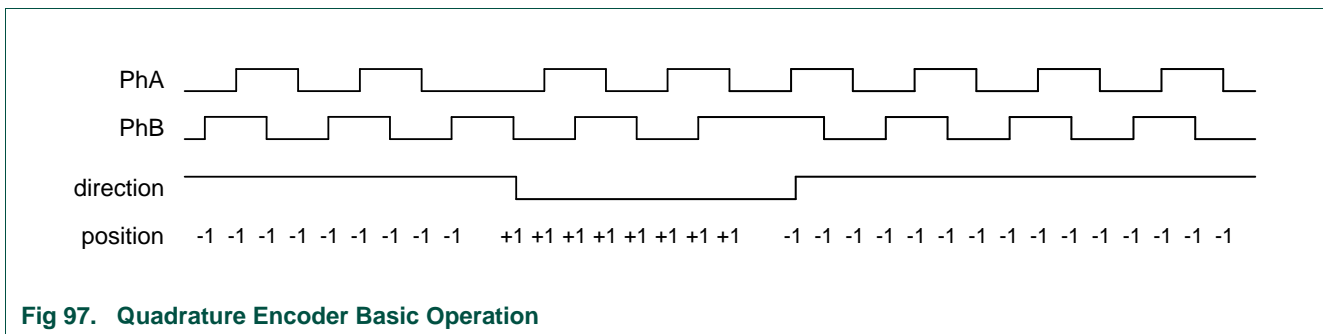 PhA
PhB
direction
position -1 -1 -1 -1 -1 -1 -1 -1 -1 +1 +1 +1 +1 +1 +1 +1 +1 -1 -1 -1 -1 -1 -1 -1 -1 -1 -1 -1 -1 -1 -1 -1
Fig 97. Quadrature Encoder Basic Operation